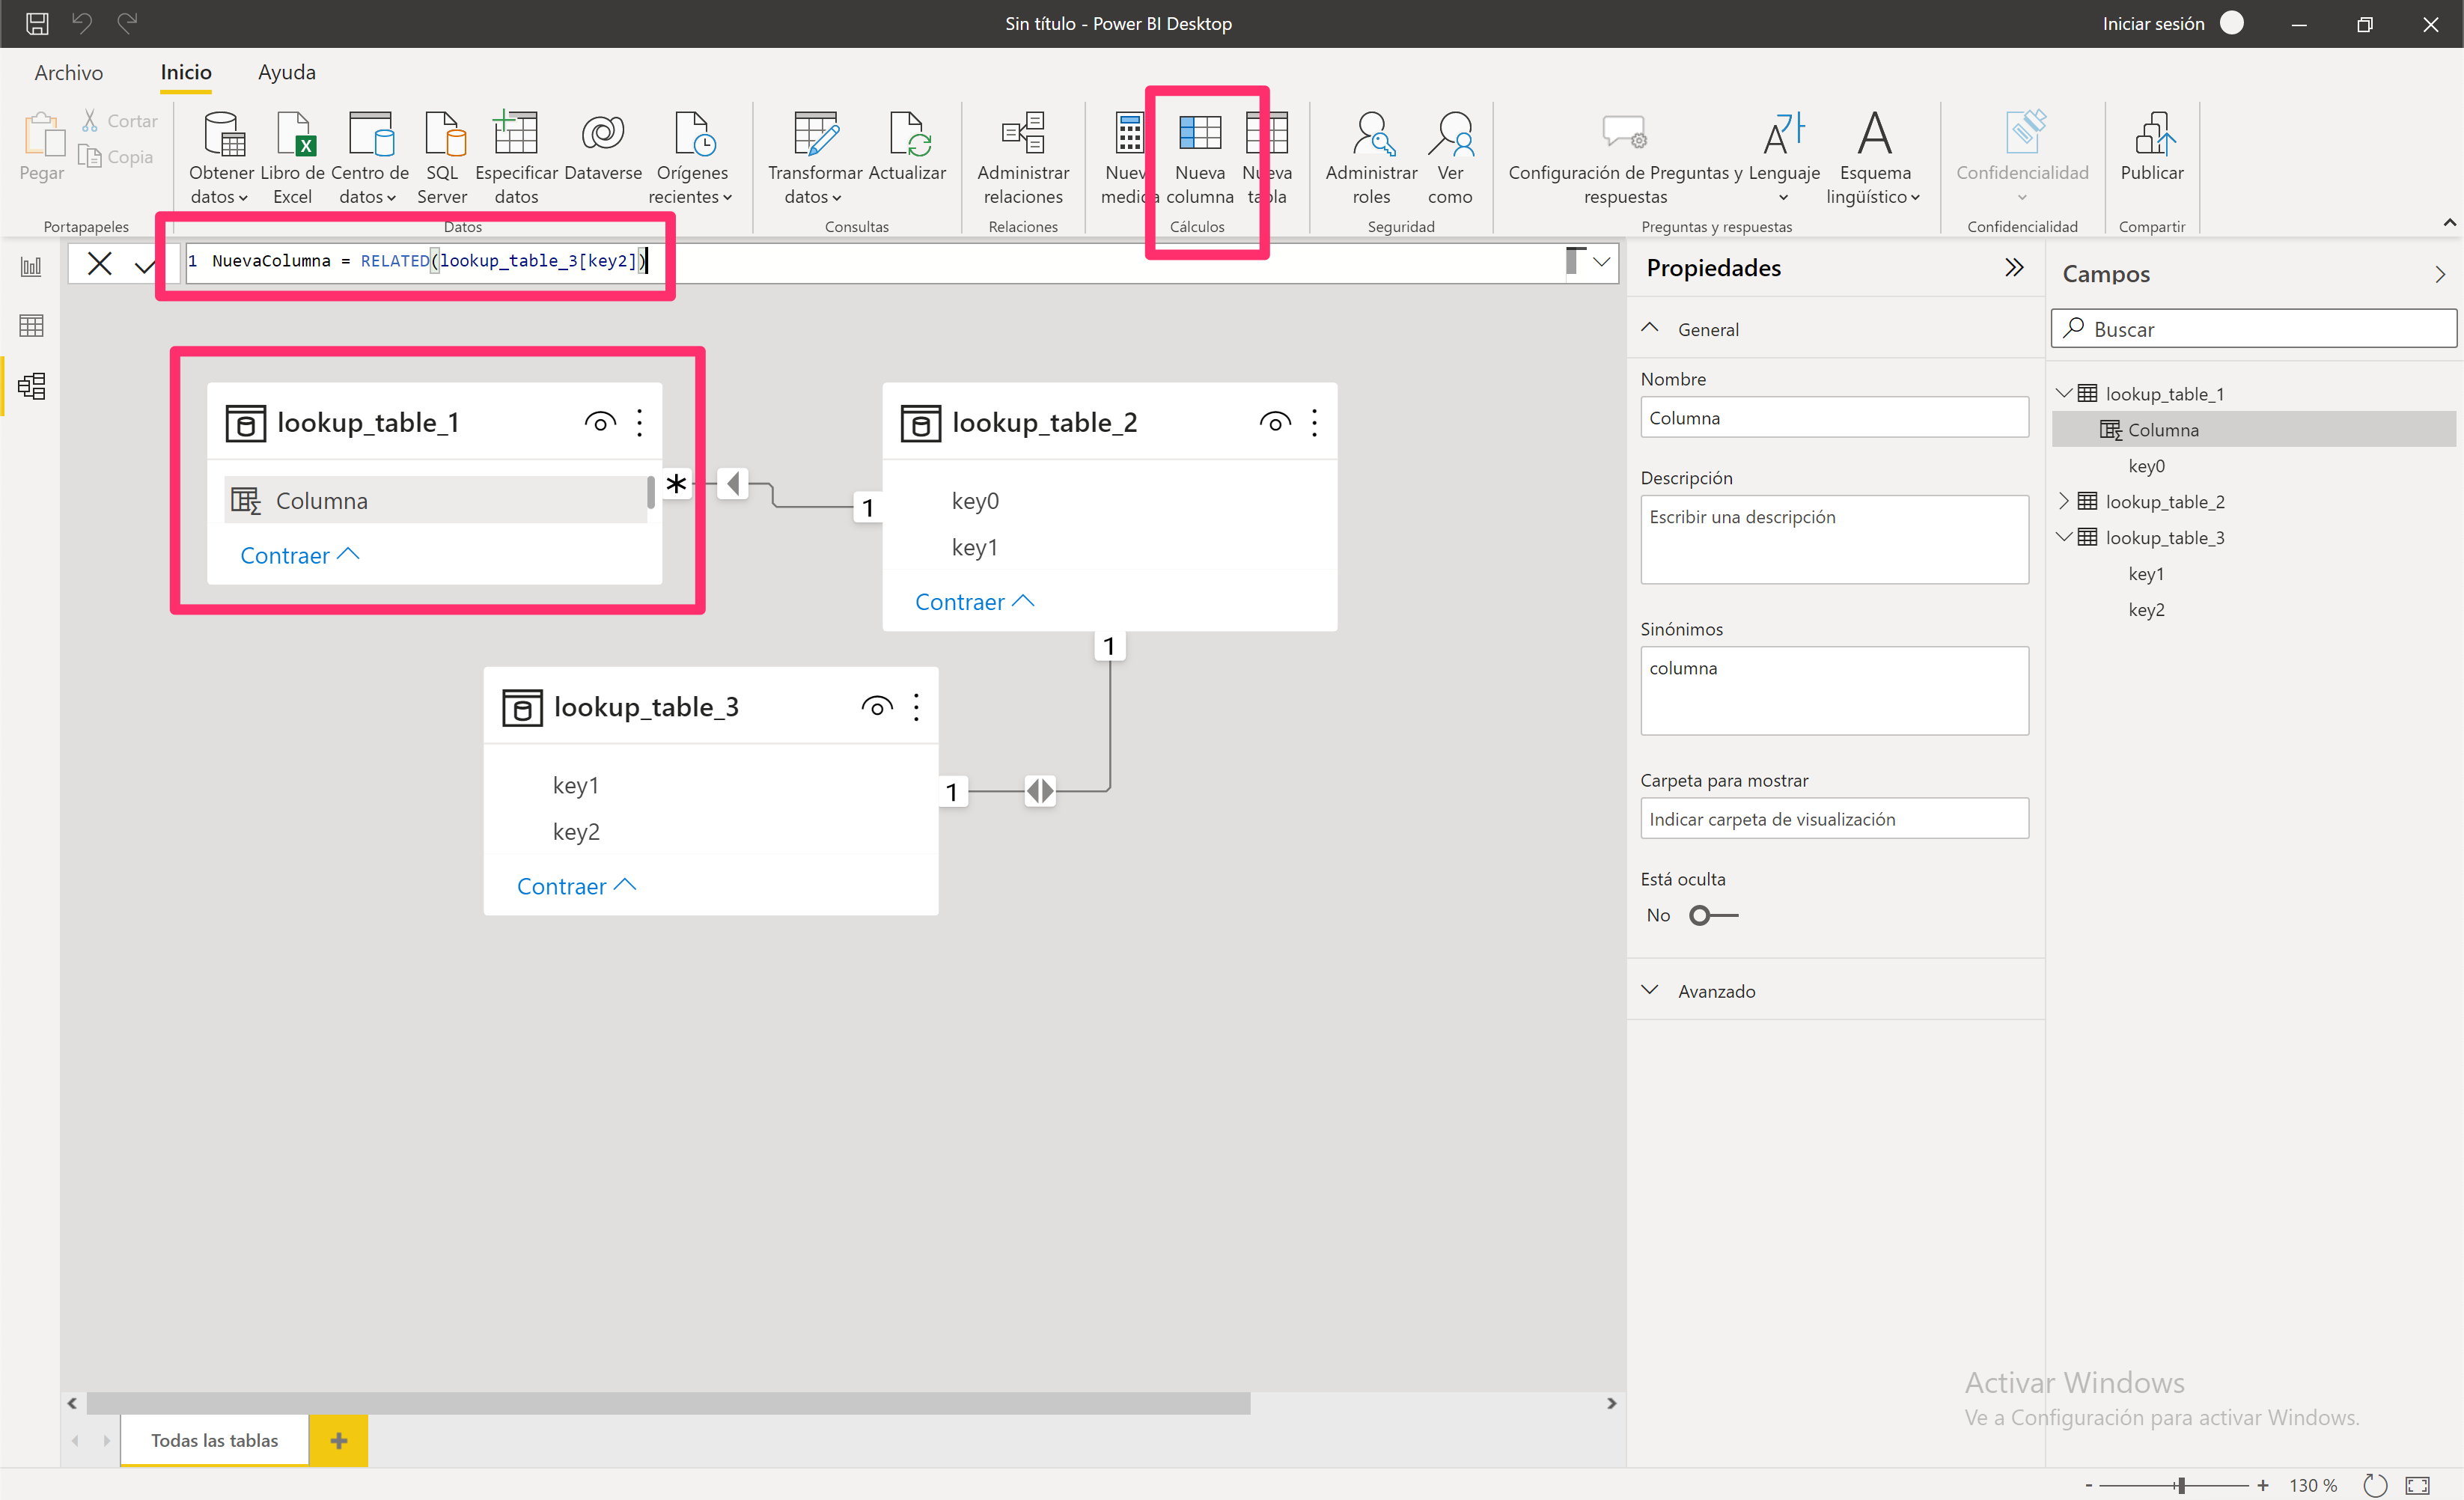 Sin título - Power BI Desktop
Iniciar sesión
Archivo
Inicio
Ayuda
Pegar
Cortar
Copia
Portapapeles
Obtener datos
Libro de Excel
Centro de datos
SQL Server
Especificar datos
Dataverse
Orígenes recientes
Datos
Transformar datos
Actualizar
Consultas
Administrar relaciones
Relaciones
Nueva columna
Cálculos
Administrar roles
Ver como
Seguridad
Configuración de Preguntas y respuestas
Lenguaje
Esquema lingüístico
Preguntas y respuestas
Confidencialidad
Confidencialidad
Publicar
Compartir
1 NuevaColumna = RELATED(lookup_table_3[key2])
lookup_table_1
Columna
Contraer
*
1
lookup_table_2
key0
key1
Contraer
1
lookup_table_3
key1
key2
Contraer
1
Propiedades
General
Nombre
Columna
Descripción
Escribir una descripción
Sinónimos
columna
Carpeta para mostrar
Indicar carpeta de visualización
Está oculta
No
Avanzado
Campos
Buscar
lookup_table_1
Columna
key0
lookup_table_2
lookup_table_3
key1
key2
Activar Windows
Ve a Configuración para activar Windows.
Todas las tablas
+
- + 130 %